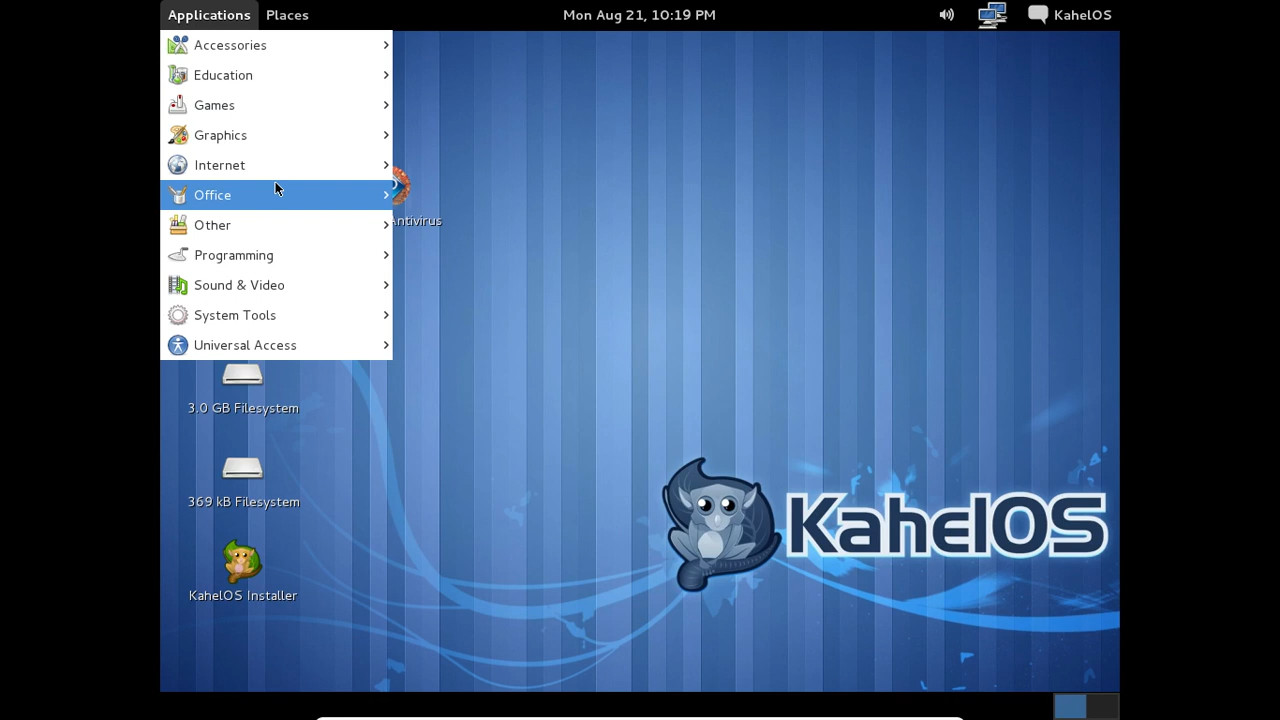 Applications Places Mon Aug 21, 10:19 PM KahelOS
Accessories
Education
Games
Graphics
Internet
Office
Other
Programming
Sound & Video
System Tools
Universal Access
Antivirus
3.0 GB Filesystem
369 kB Filesystem
KahelOS Installer
KahelOS